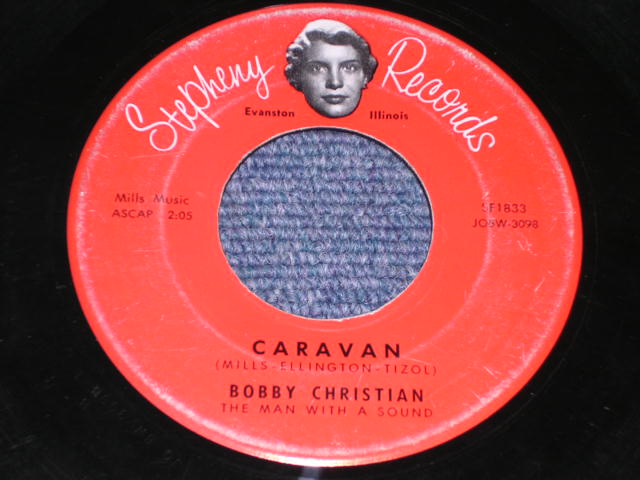 Stepheny Records
Evanston Illinois
Mills Music
ASCAP 2:05
SF1833
JO8W-3098
CARAVAN
(MILLS-ELLINGTON-TIZOL)
BOBBY CHRISTIAN
THE MAN WITH A SOUND